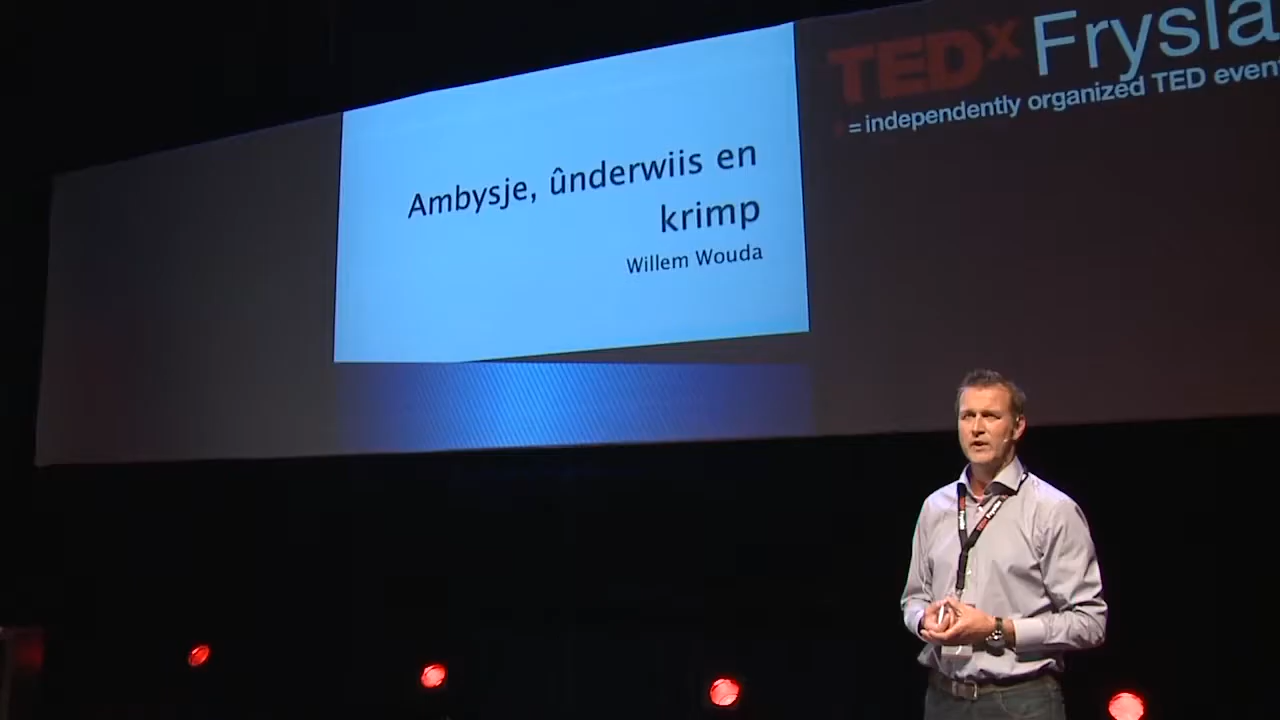 Ambysje, ûnderwiis en
krimp
Willem Wouda
TEDx Frysla
= independently organized TED even